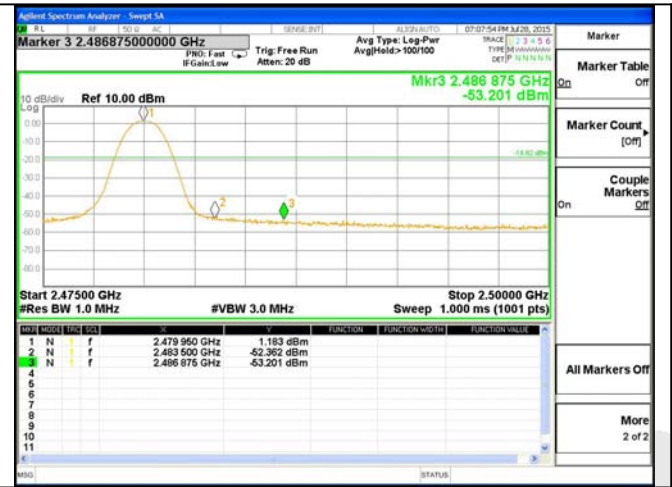 Agilent Spectrum Analyzer - Swept SA
RL RF 50 Ω AC SENSE:INT ALIGN AUTO 07:07:54 PM Jul 28, 2015
Marker 3 2.486875000000 GHz
PNO: Fast
IFGain:Low
Trig: Free Run
Atten: 20 dB
Avg Type: Log-Pwr
Avg|Hold:>100/100
TRACE 1 2 3 4 5 6
TYPE M
DET P N N N N N
Mkr3 2.486 875 GHz
-53.201 dBm
10 dB/div Ref 10.00 dBm
Log
1
0.00
-10.0
-20.0
-30.0
-40.0
-50.0
-60.0
-70.0
-80.0
2
3
Start 2.47500 GHz Stop 2.50000 GHz
#Res BW 1.0 MHz #VBW 3.0 MHz Sweep 1.000 ms (1001 pts)
MKR MODE TRC SCL X Y FUNCTION FUNCTION WIDTH FUNCTION VALUE
1 N 1 f 2.479 950 GHz 1.183 dBm
2 N 1 f 2.483 500 GHz -52.362 dBm
3 N 1 f 2.486 875 GHz -53.201 dBm
4
5
6
7
8
9
10
11
MSG STATUS
Marker
Marker Table
On Off
Marker Count
[Off]
Couple
Markers
On Off
All Markers Off
More
2 of 2